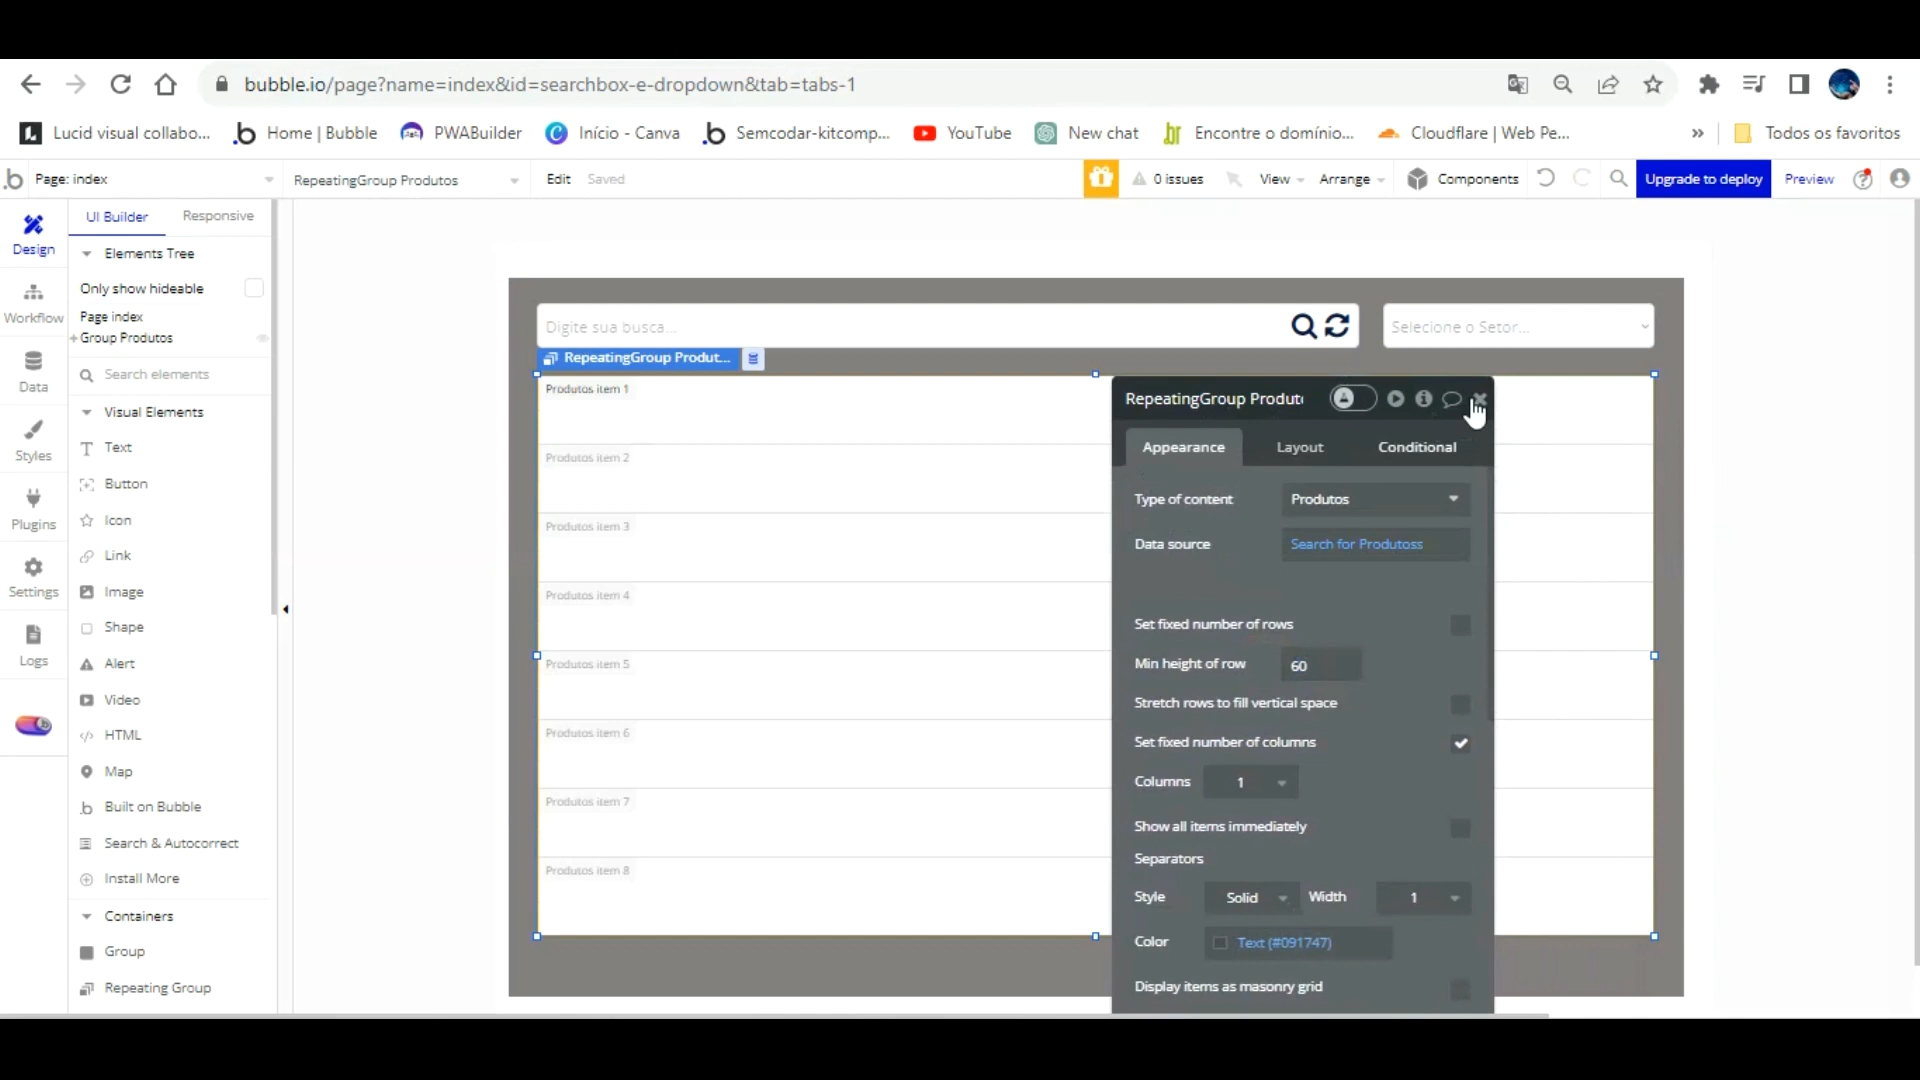 bubble.io/page?name=index&id=searchbox-e-dropdown&tab=tabs-1
Lucid visual collabo... Home | Bubble PWABuilder Início - Canva Semcodar-kitcomp... YouTube New chat Encontre o domínio... Cloudflare | Web Pe... » Todos os favoritos
Page: index RepeatingGroup Produtos Edit Saved 0 issues View Arrange Components Upgrade to deploy Preview
UI Builder Responsive
Design
Elements Tree
Only show hideable
Workflow
Page index
Group Produtos
Data
Search elements
Visual Elements
Styles
Text
Button
Plugins
Icon
Link
Settings
Image
Shape
Logs
Alert
Video
HTML
Map
Built on Bubble
Search & Autocorrect
Install More
Containers
Group
Repeating Group
Digite sua busca... Selecione o Setor...
RepeatingGroup Produt...
Produtos item 1
Produtos item 2
Produtos item 3
Produtos item 4
Produtos item 5
Produtos item 6
Produtos item 7
Produtos item 8
RepeatingGroup Produt
Appearance Layout Conditional
Type of content Produtos
Data source Search for Produtoss
Set fixed number of rows
Min height of row 60
Stretch rows to fill vertical space
Set fixed number of columns
Columns 1
Show all items immediately
Separators
Style Solid Width 1
Color Text (#091747)
Display items as masonry grid